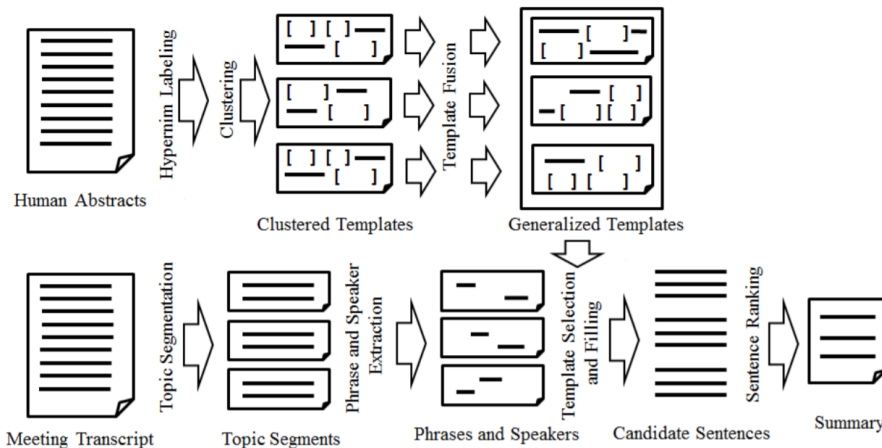 Hypernim Labeling
Clustering
Template Fusion
Human Abstracts
Clustered Templates
Generalized Templates
Topic Segmentation
Phrase and Speaker
Extraction
Template Selection
and Filling
Sentence Ranking
Meeting Transcript
Topic Segments
Phrases and Speakers
Candidate Sentences
Summary